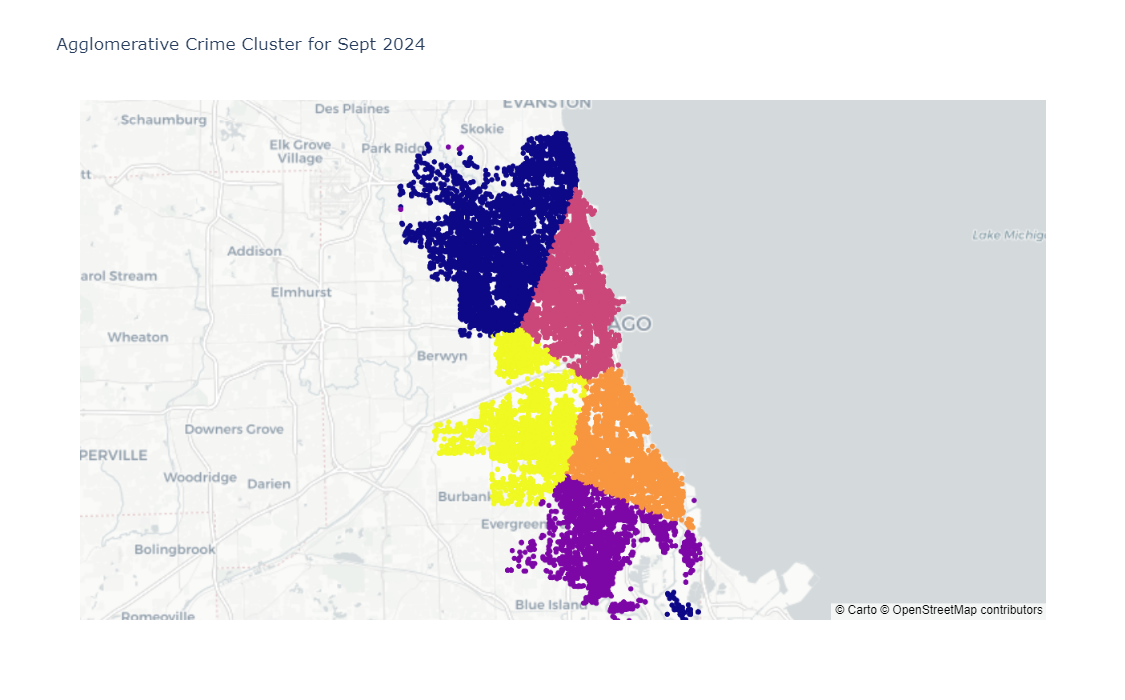 Agglomerative Crime Cluster for Sept 2024
EVANSTON
Des Plaines
Schaumburg
Skokie
Elk Grove
Village
Park Ridg
tt
Lake Michiga
Addison
arol Stream
Elmhurst
AGO
Wheaton
Berwyn
Downers Grove
PERVILLE
Woodridge
Darien
Burbank
Evergreen
Bolingbrook
Blue Island
Romeoville
© Carto © OpenStreetMap contributors